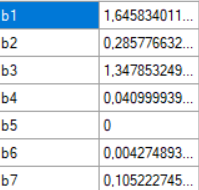 b1 1,645834011...
b2 0,285776632...
b3 1,347853249...
b4 0,040999939...
b5 0
b6 0,004274893...
b7 0,105222745...